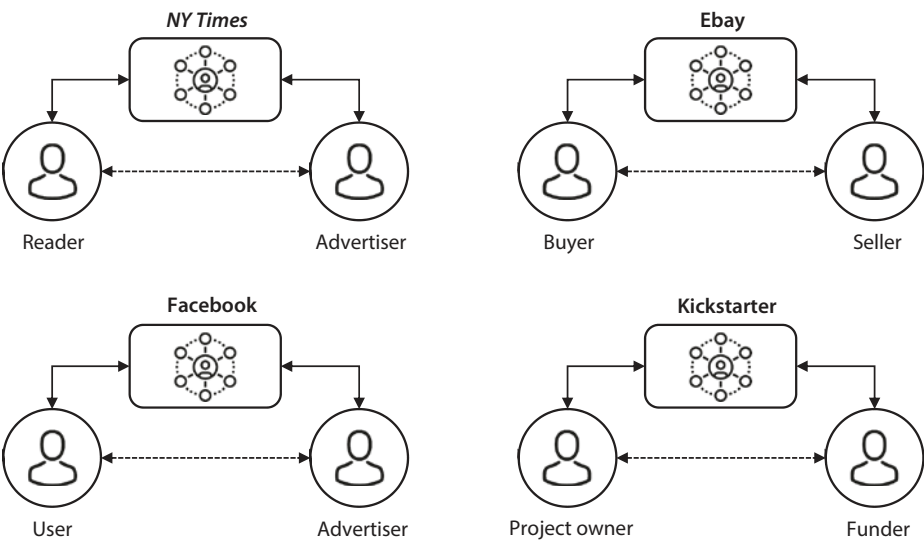 NY Times
Reader
Advertiser
Ebay
Buyer
Seller
Facebook
User
Advertiser
Kickstarter
Project owner
Funder